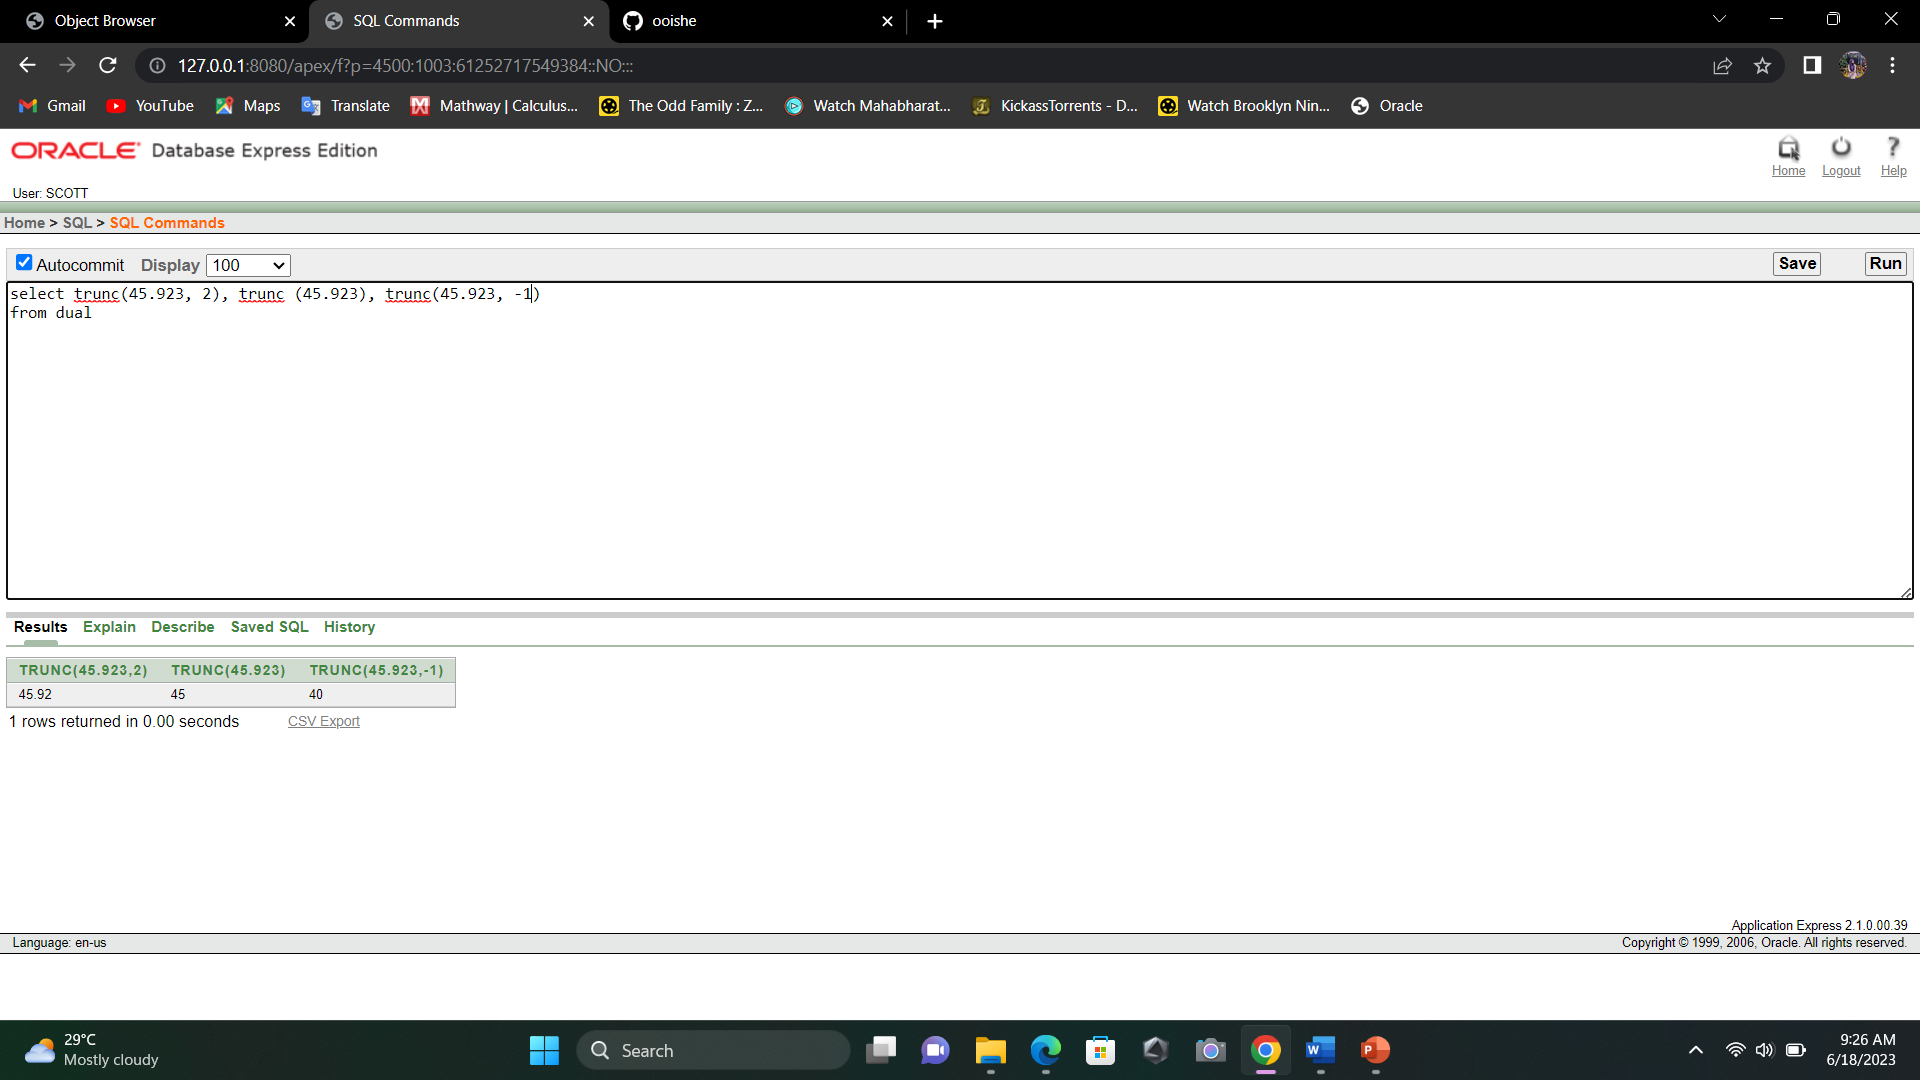 Object Browser
SQL Commands
ooishe
127.0.0.1:8080/apex/f?p=4500:1003:61252717549384::NO:::
Gmail YouTube Maps Translate Mathway | Calculus... The Odd Family : Z... Watch Mahabharat... KickassTorrents - D... Watch Brooklyn Nin... Oracle
ORACLE Database Express Edition
Home Logout Help
User: SCOTT
Home > SQL > SQL Commands
Autocommit Display 100 Save Run
select trunc(45.923, 2), trunc (45.923), trunc(45.923, -1)
from dual
Results Explain Describe Saved SQL History
TRUNC(45.923,2) TRUNC(45.923) TRUNC(45.923,-1)
45.92 45 40
1 rows returned in 0.00 seconds CSV Export
Application Express 2.1.0.00.39
Language: en-us Copyright © 1999, 2006, Oracle. All rights reserved.
29°C
Mostly cloudy
Search
9:26 AM
6/18/2023